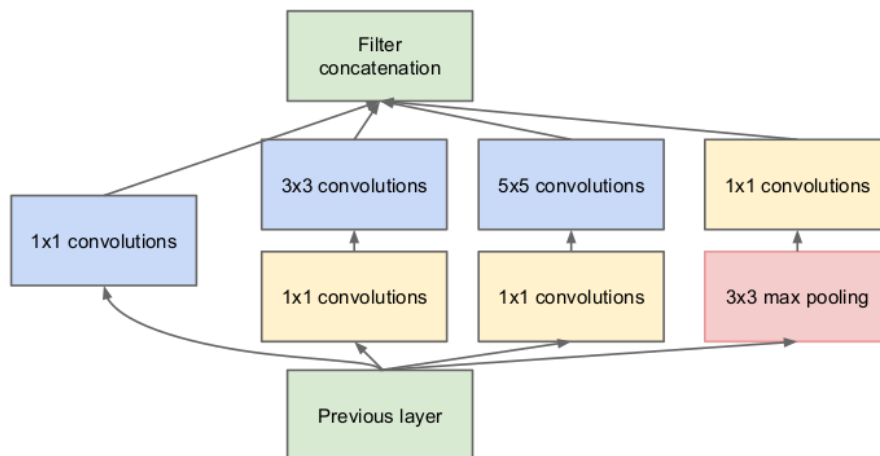 Filter
concatenation
3x3 convolutions
5x5 convolutions
1x1 convolutions
1x1 convolutions
1x1 convolutions
1x1 convolutions
3x3 max pooling
Previous layer